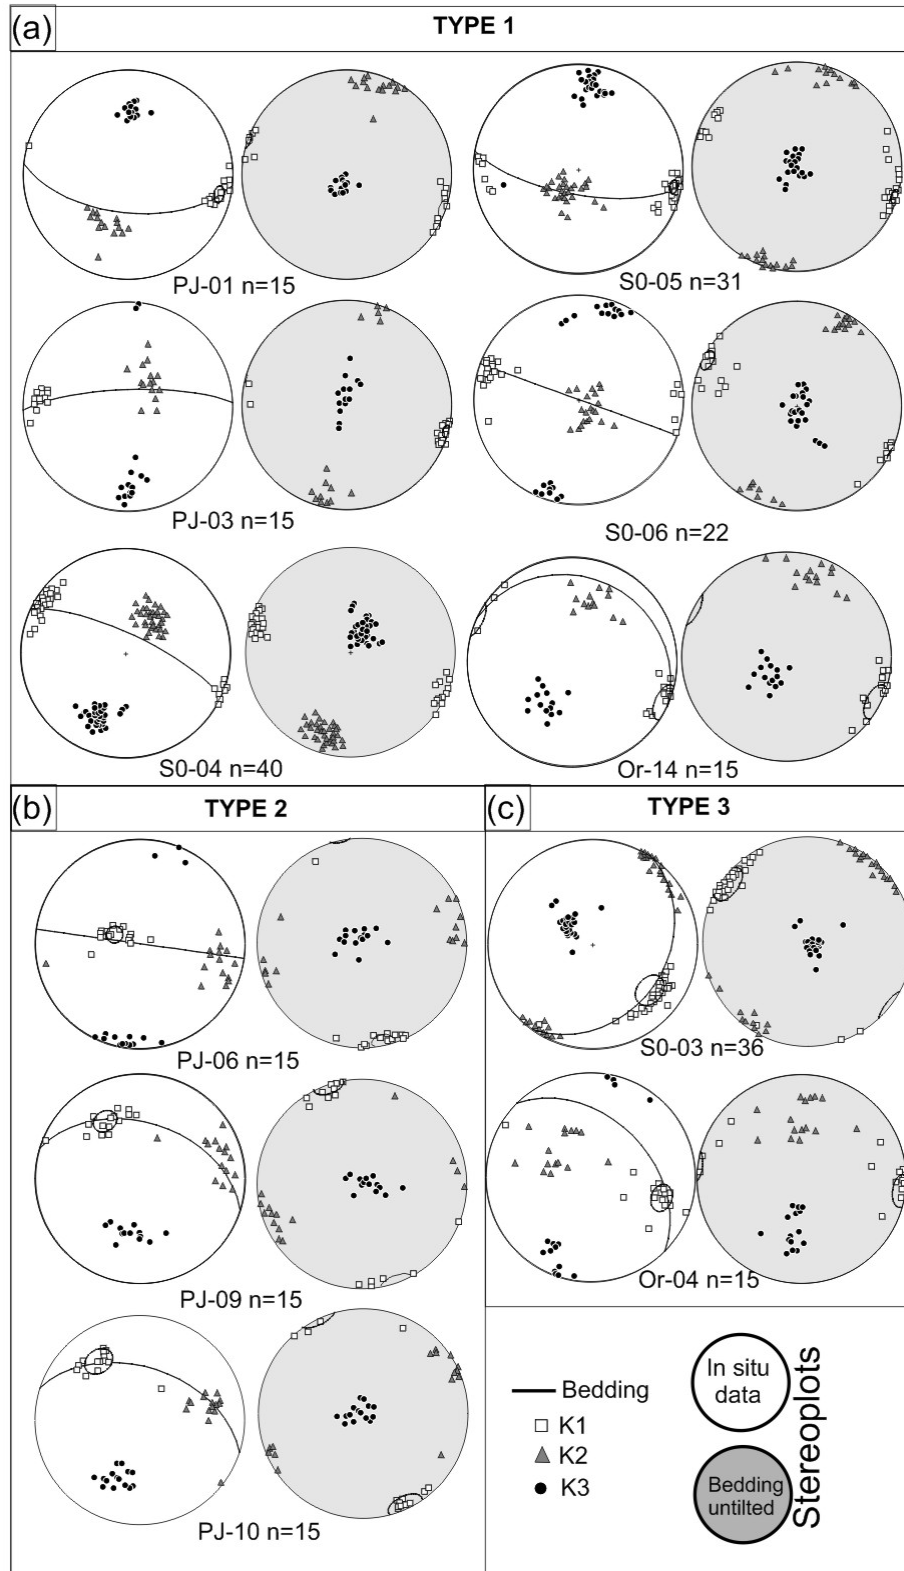 (a) TYPE 1
PJ-01 n=15
S0-05 n=31
PJ-03 n=15
S0-06 n=22
S0-04 n=40
Or-14 n=15
(b) TYPE 2
(c) TYPE 3
PJ-06 n=15
S0-03 n=36
PJ-09 n=15
Or-04 n=15
PJ-10 n=15
Bedding
K1
K2
K3
In situ
data
Bedding
untilted
Stereoplots